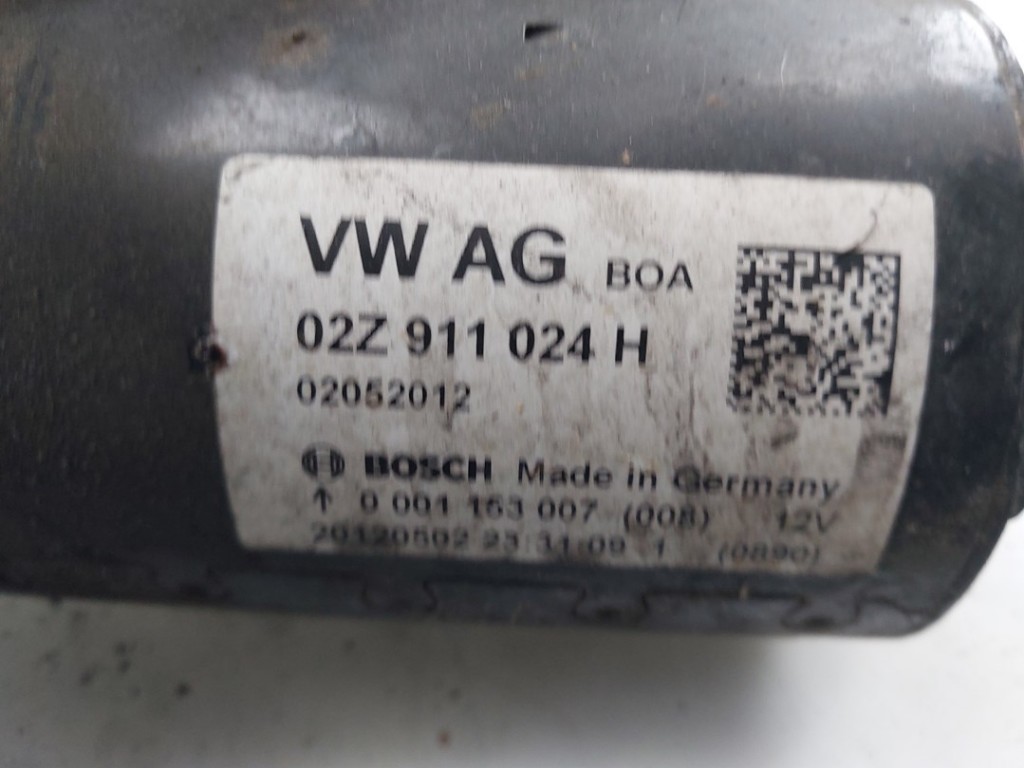 VW AG BOA
02Z 911 024 H
02052012
BOSCH Made in Germany
↑ 0 001 153 007 (008) 12V
20120502 23:31:09 1 (0890)